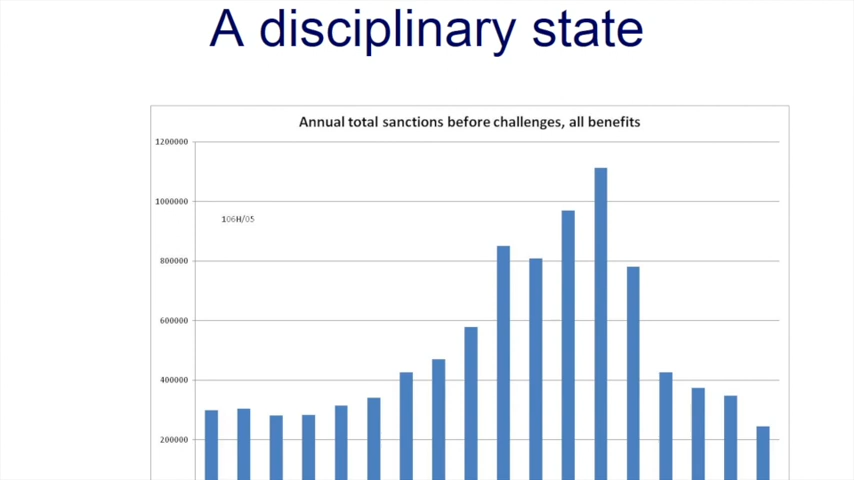 A disciplinary state
Annual total sanctions before challenges, all benefits
1200000
1000000
106H/05
800000
600000
400000
200000